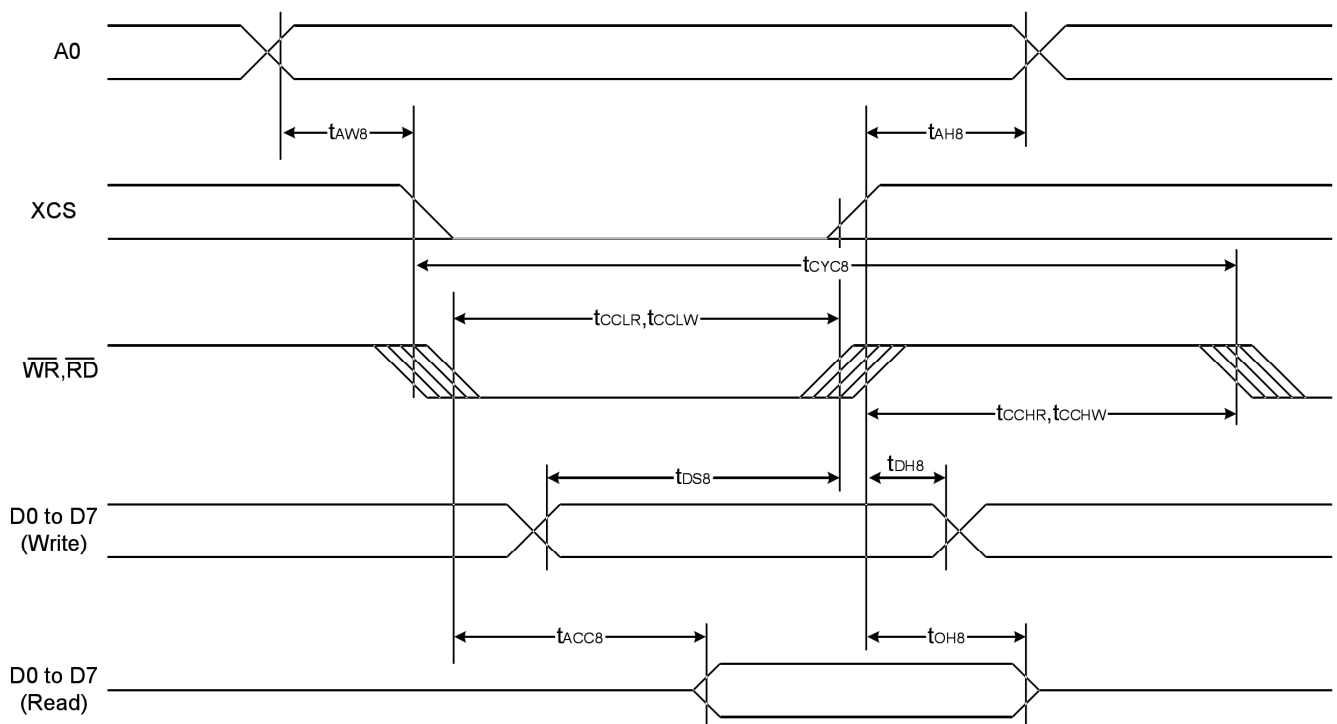 A0
tAW8
tAH8
XCS
tCYC8
tCCLR,tCCLW
WR,RD
tCCHR,tCCHW
tDS8
tDH8
D0 to D7
(Write)
tACC8
tOH8
D0 to D7
(Read)